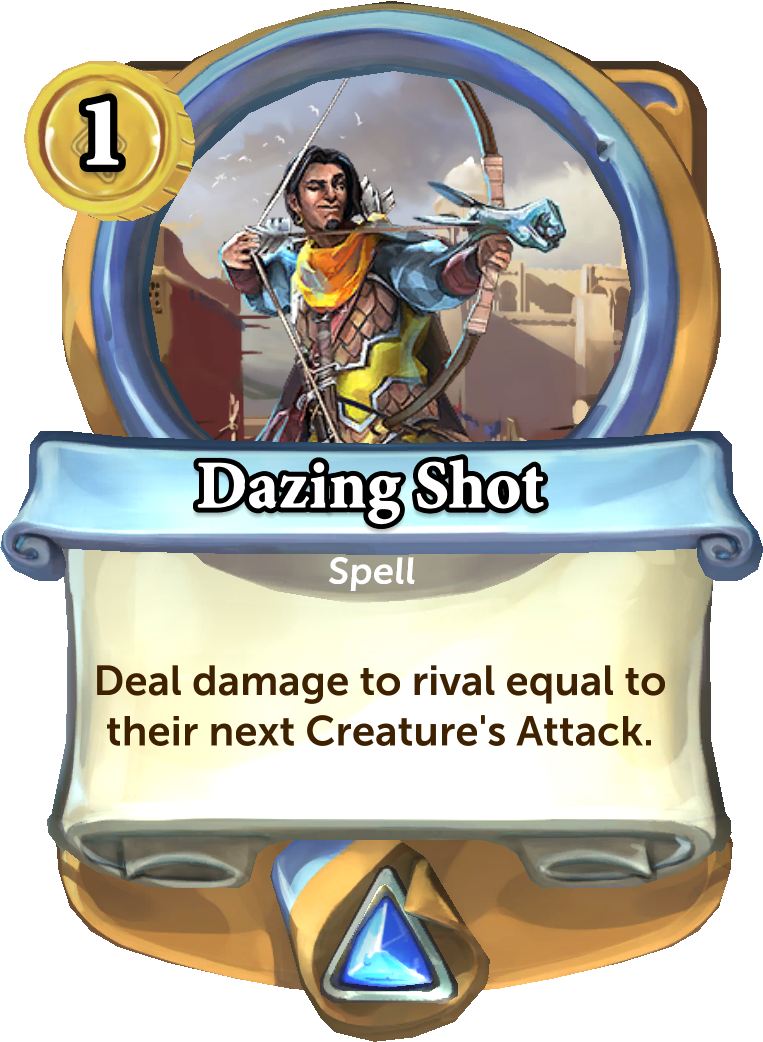 1
Dazing Shot
Spell
Deal damage to rival equal to
their next Creature's Attack.